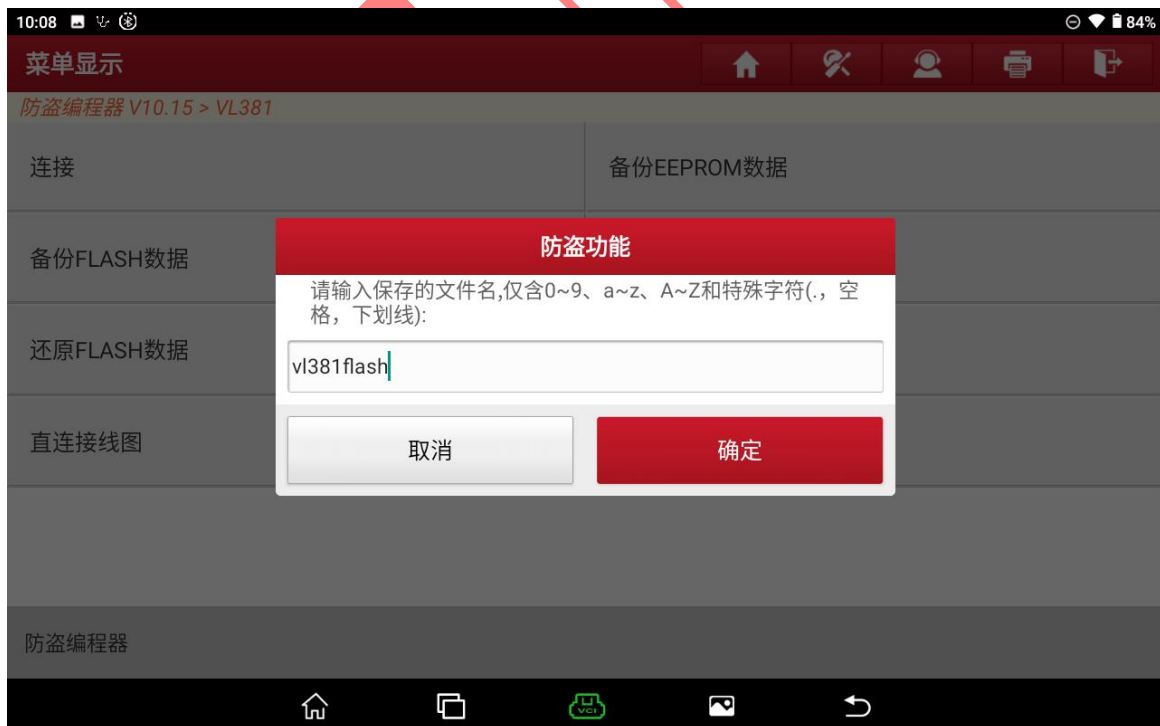 10:08
84%
菜单显示
防盗编程器 V10.15 > VL381
连接
备份EEPROM数据
备份FLASH数据
还原FLASH数据
直连接线图
防盗功能
请输入保存的文件名,仅含0~9、a~z、A~Z和特殊字符(.，空
格，下划线):
vl381flash
取消
确定
防盗编程器
VCI